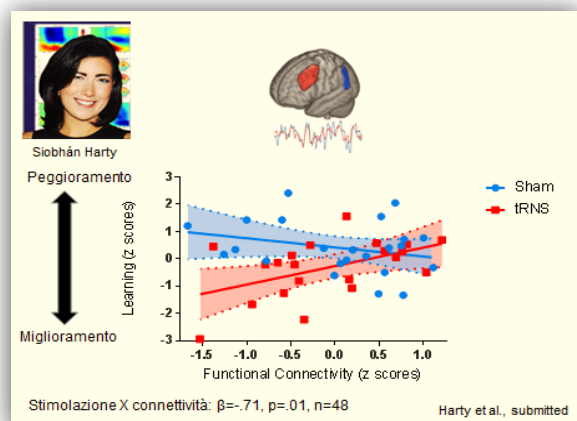 Siobhán Harty
Peggioramento
Miglioramento
Learning (z scores)
3
2
1
0
-1
-2
-3
-1.5 -1.0 -0.5 0.0 0.5 1.0
Functional Connectivity (z scores)
Sham
tRNS
Stimolazione X connettività: β=-.71, p=.01, n=48
Harty et al., submitted